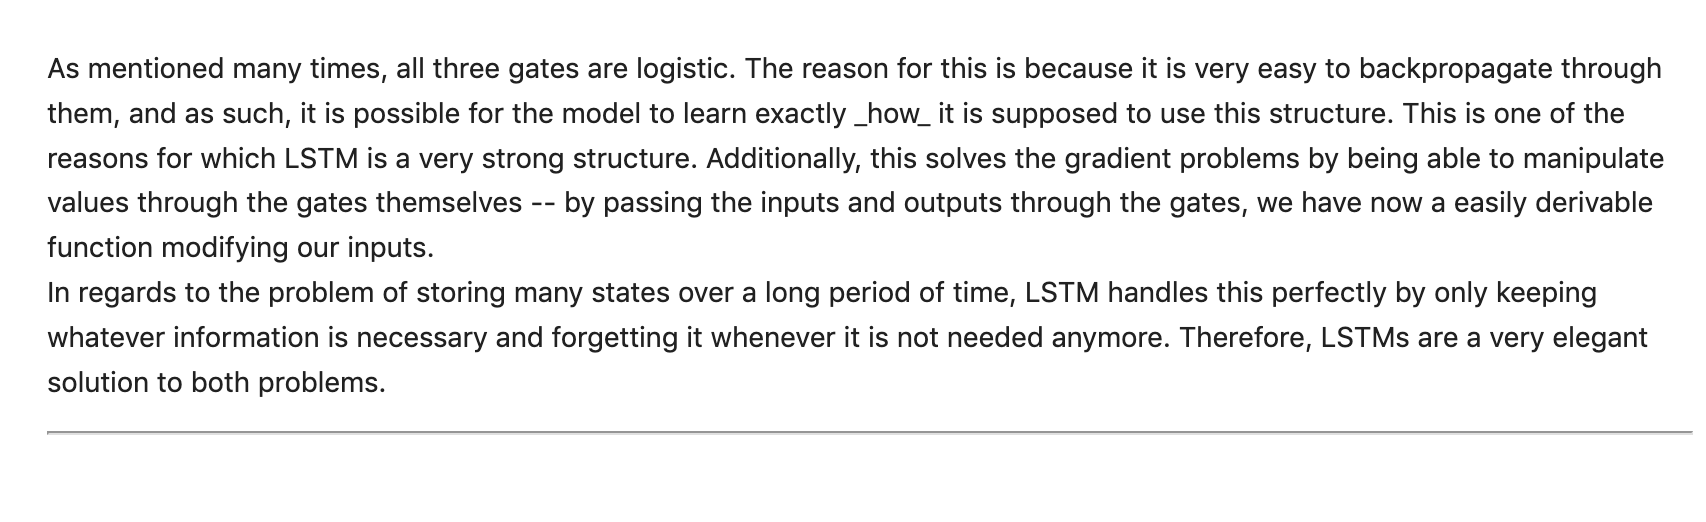 As mentioned many times, all three gates are logistic. The reason for this is because it is very easy to backpropagate through
them, and as such, it is possible for the model to learn exactly _how_ it is supposed to use this structure. This is one of the
reasons for which LSTM is a very strong structure. Additionally, this solves the gradient problems by being able to manipulate
values through the gates themselves -- by passing the inputs and outputs through the gates, we have now a easily derivable
function modifying our inputs.
In regards to the problem of storing many states over a long period of time, LSTM handles this perfectly by only keeping
whatever information is necessary and forgetting it whenever it is not needed anymore. Therefore, LSTMs are a very elegant
solution to both problems.